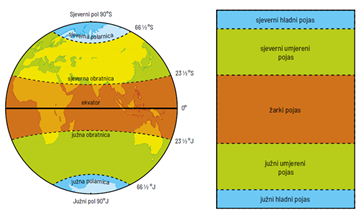 Sjeverni pol 90°S
66 ½°S
sjeverna polarnica
23 ½°S
sjeverna obratnica
ekvator
0°
južna obratnica
23 ½°J
južna polarnica
66 ½°J
Južni pol 90°J
sjeverni hladni pojas
sjeverni umjereni
pojas
žarki pojas
južni umjereni
pojas
južni hladni pojas